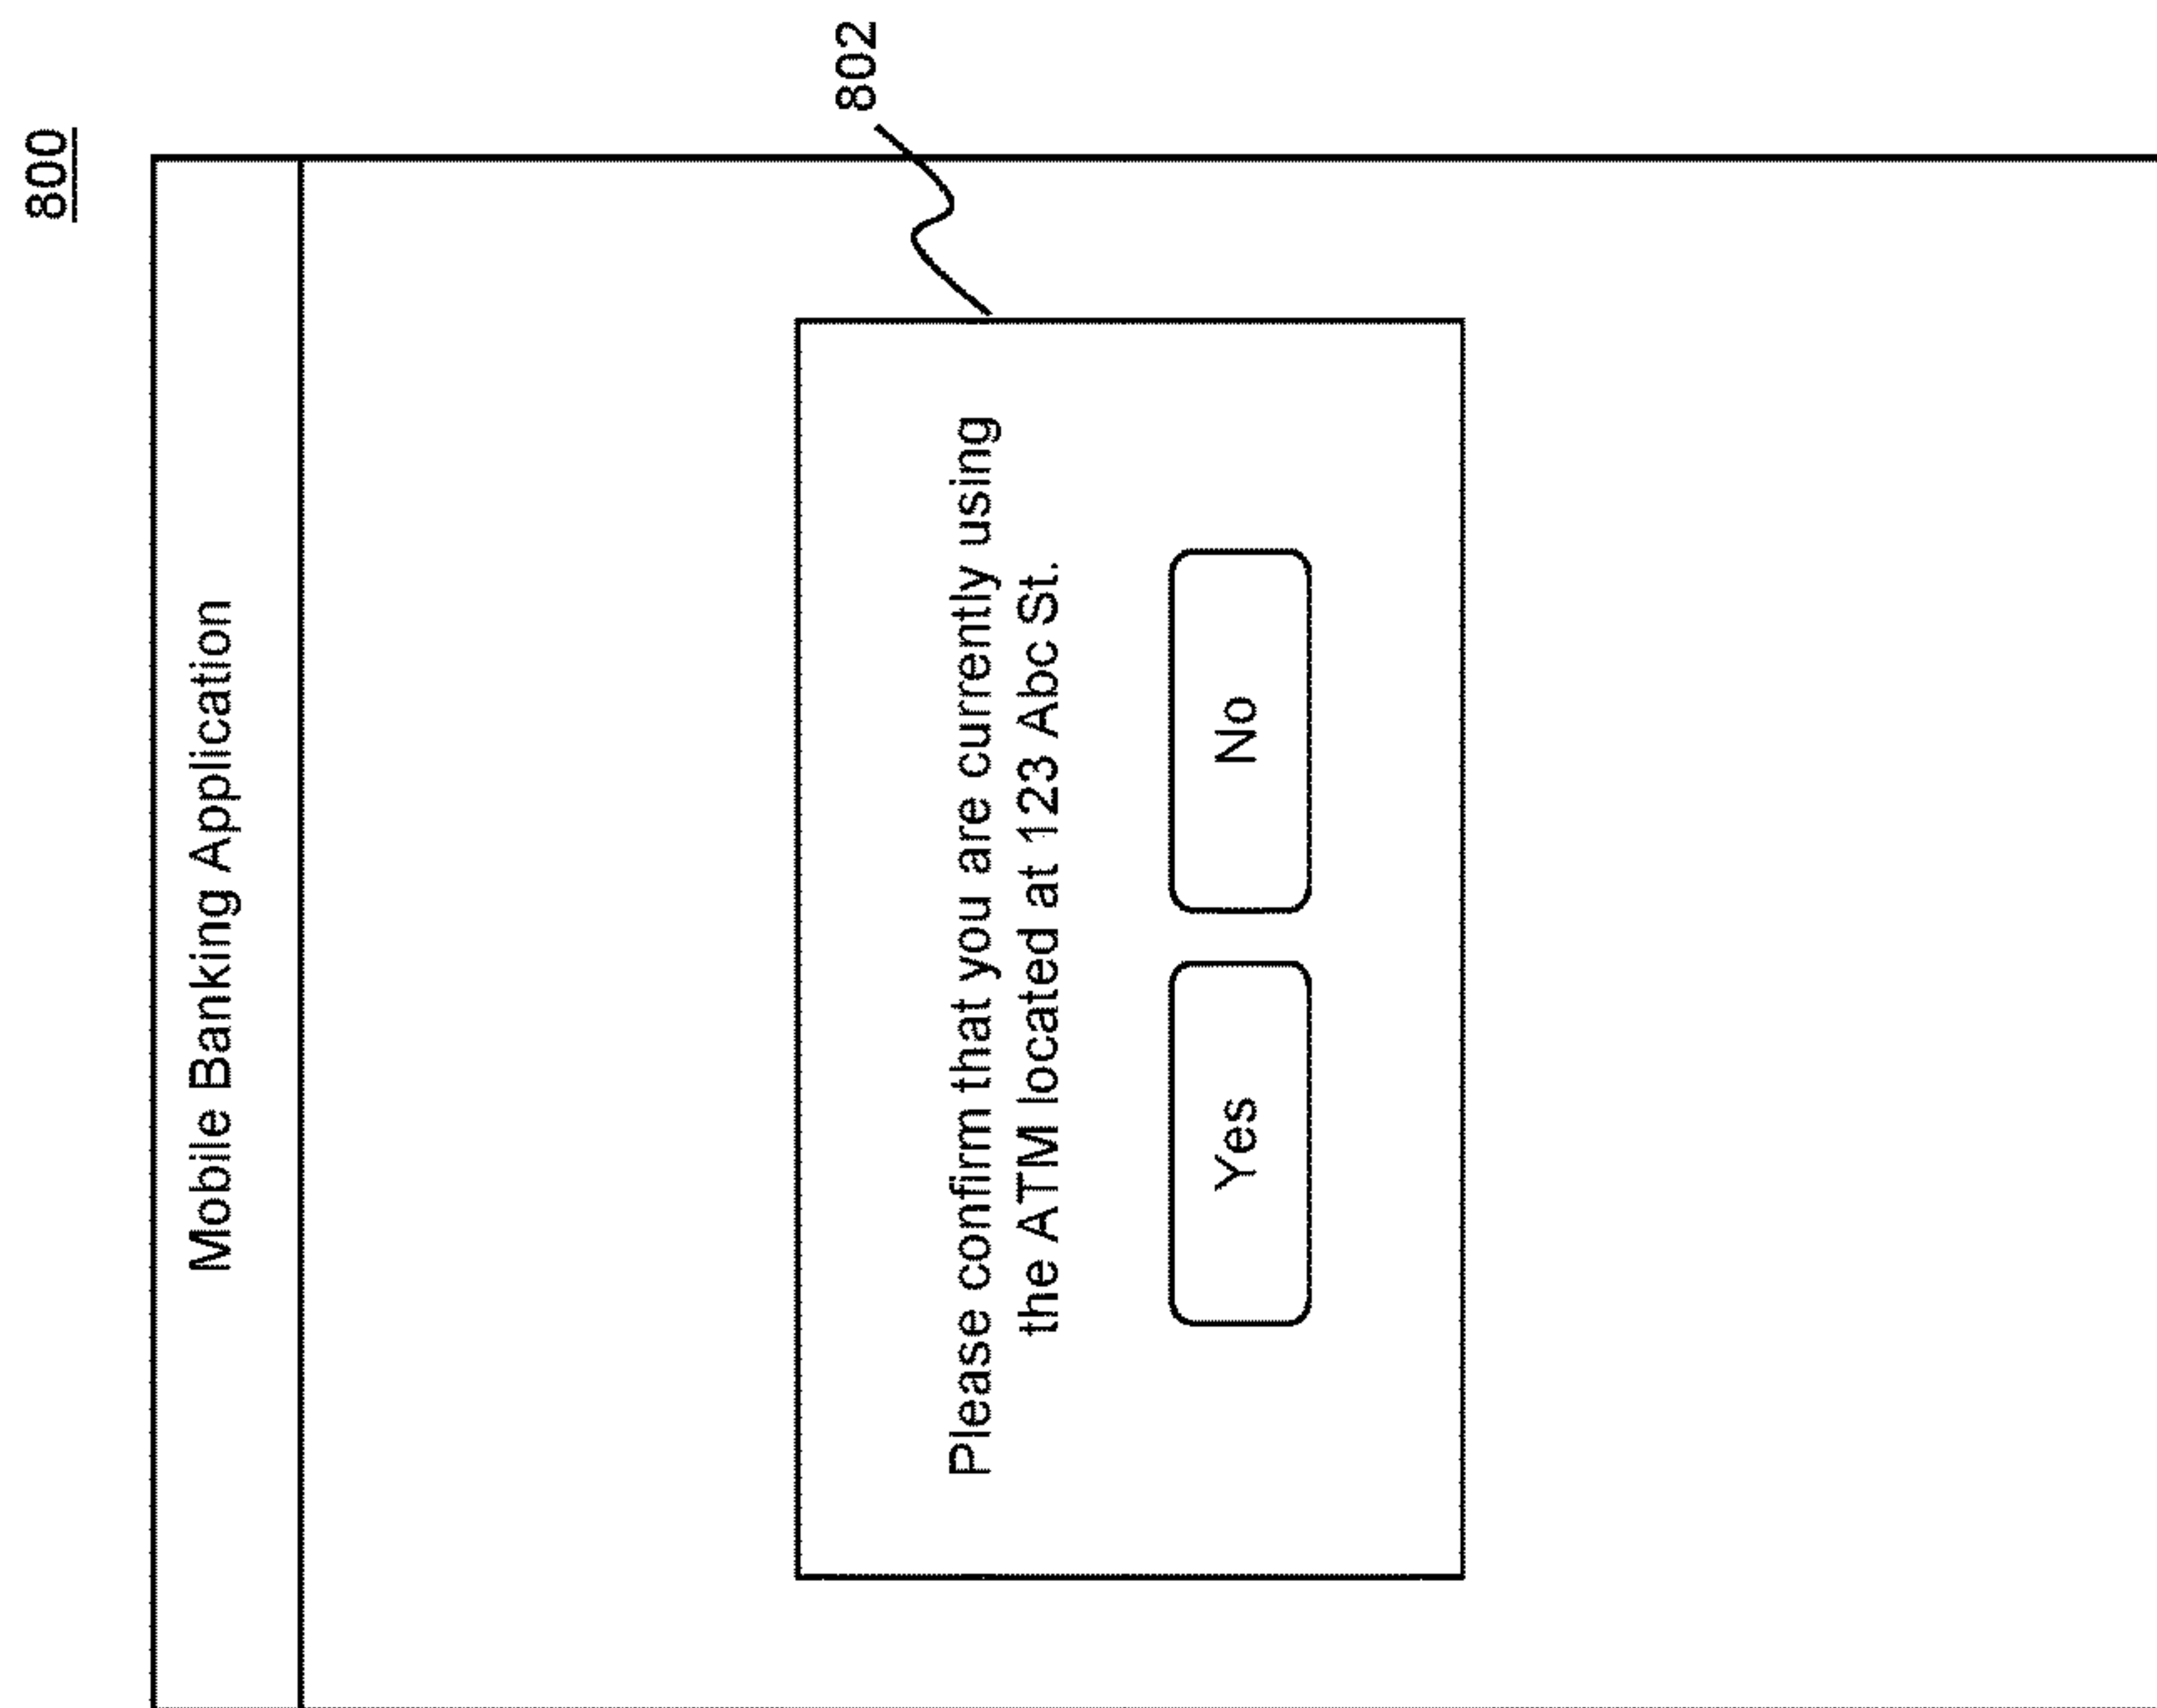 800
Mobile Banking Application
802
Please confirm that you are currently using
the ATM located at 123 Abc St.
Yes
No